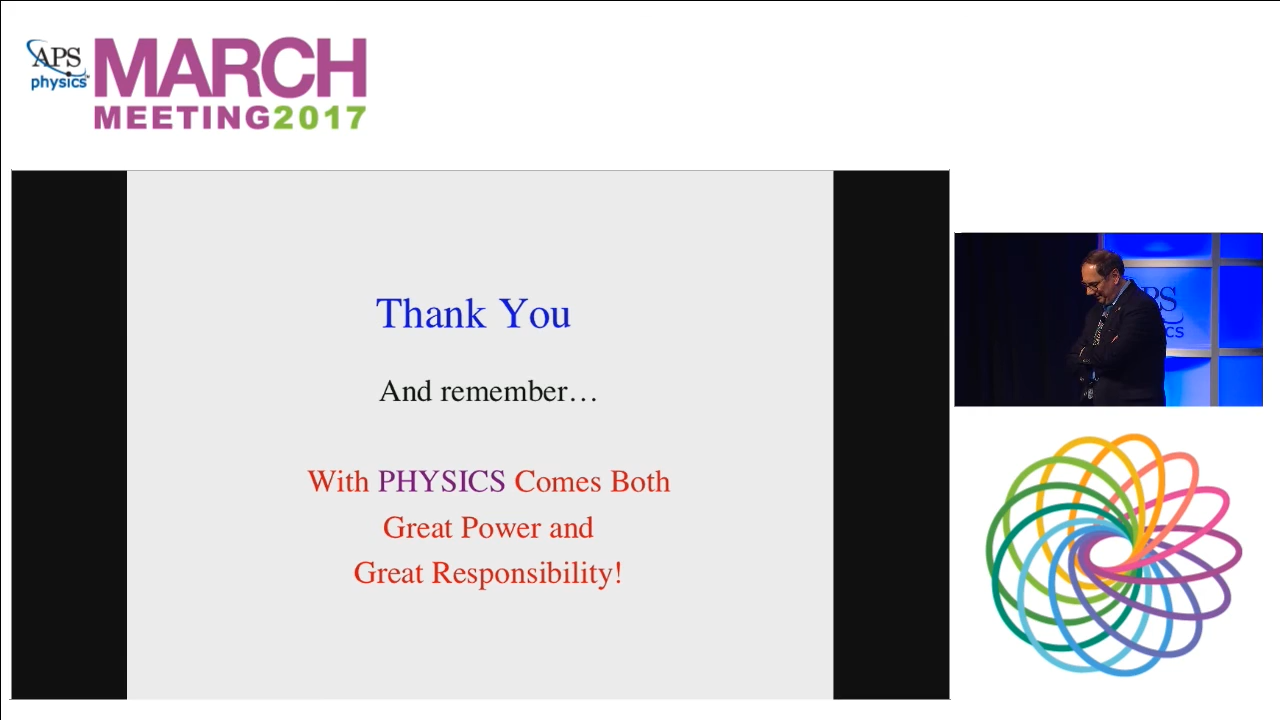 APS
physics
MARCH
MEETING2017
Thank You
And remember…
With PHYSICS Comes Both
Great Power and
Great Responsibility!